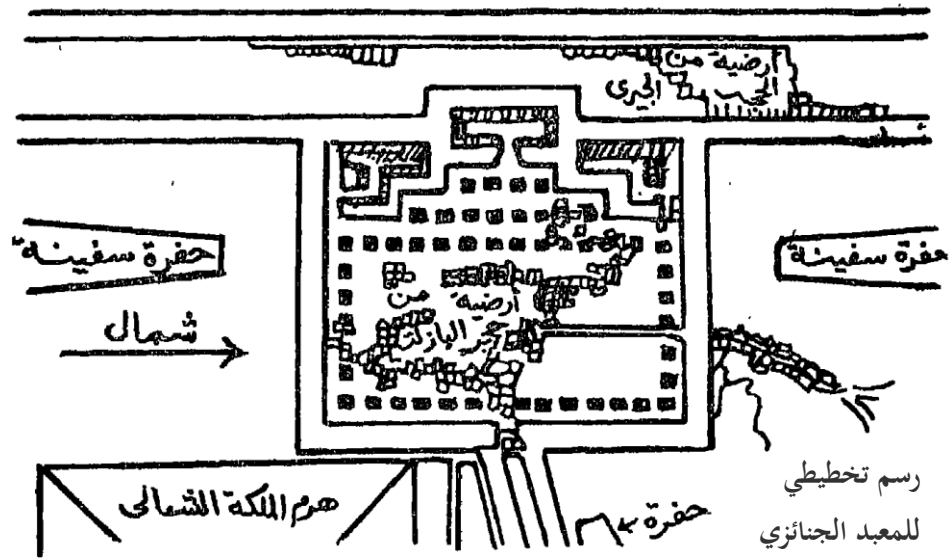 أرضية من
الحجر الجيرى
حفرة سفينة
حفرة سفينة
أرضية من
حجر البازلت
شمال
هرم الملكة الشمالى
حفرة
رسم تخطيطي
للمعبد الجنائزي